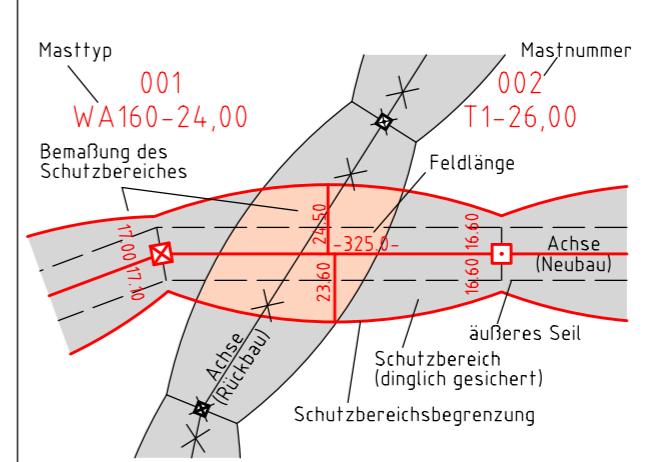 Masttyp
Mastnummer
001
WA160-24,00
002
T1-26,00
Bemaßung des
Schutzbereiches
Feldlänge
17.00
17.10
24.50
23.60
-325.0-
16.60
16.60
Achse
(Neubau)
äußeres Seil
Schutzbereich
(dinglich gesichert)
Achse
(Rückbau)
Schutzbereichsbegrenzung